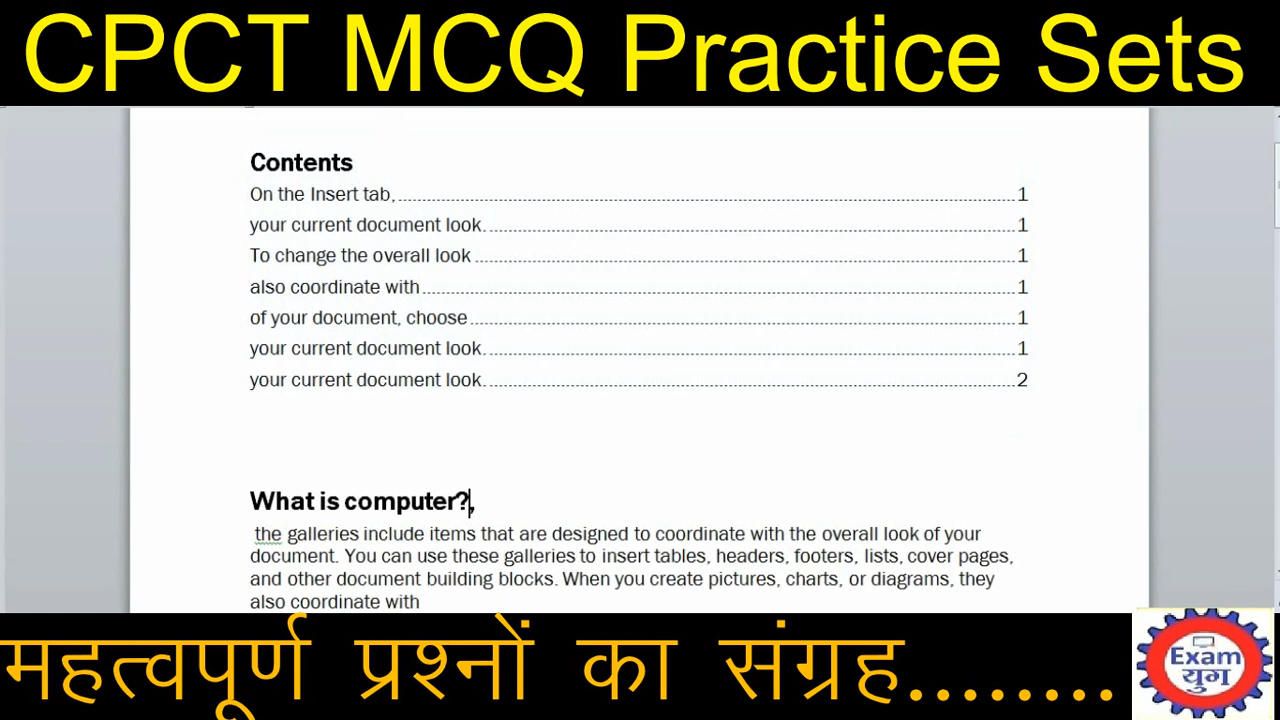 CPCT MCQ Practice Sets
Contents
On the Insert tab,........................................1
your current document look.........................................1
To change the overall look ........................................1
also coordinate with........................................1
of your document, choose........................................1
your current document look.........................................1
your current document look.........................................2
What is computer?,
the galleries include items that are designed to coordinate with the overall look of your
document. You can use these galleries to insert tables, headers, footers, lists, cover pages,
and other document building blocks. When you create pictures, charts, or diagrams, they
also coordinate with
महत्वपूर्ण प्रश्नों का संग्रह........
Exam
युग